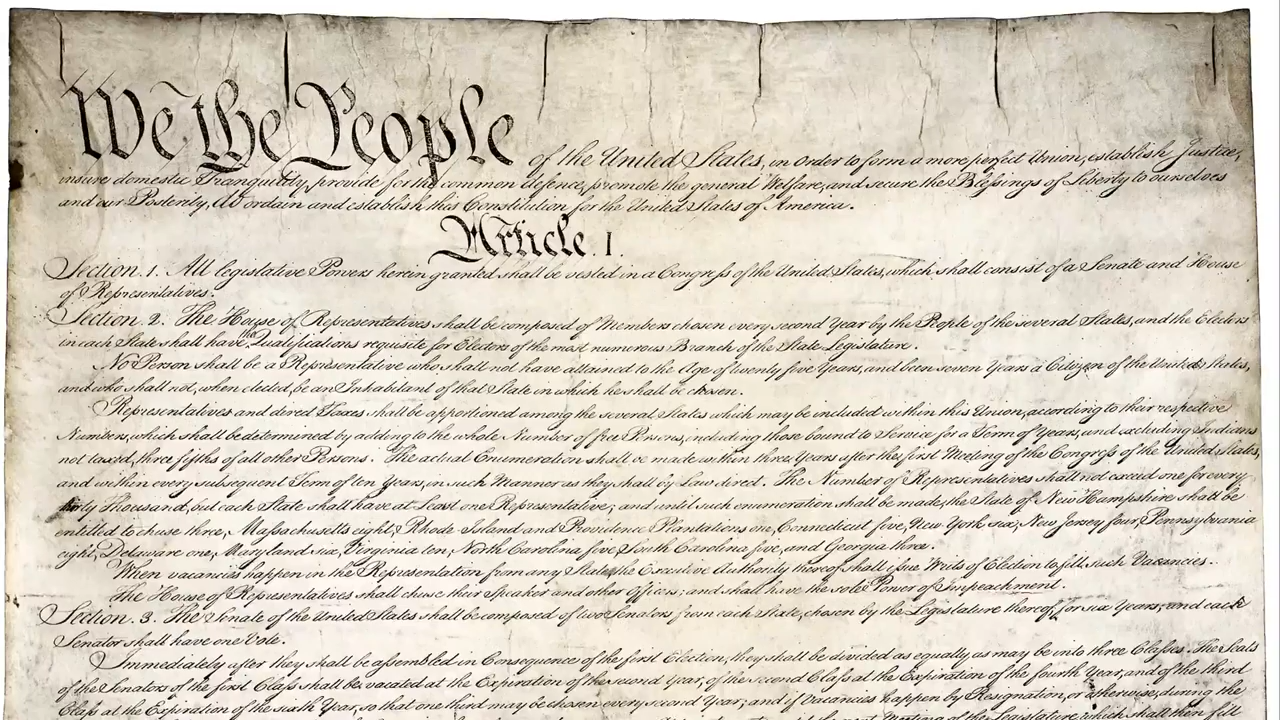 We the People of the United States, in Order to form a more perfect Union, establish Justice,
insure domestic Tranquility, provide for the common defence, promote the general Welfare, and secure the Blessings of Liberty to ourselves
and our Posterity, do ordain and establish this Constitution for the United States of America.
Article. I.
Section. 1. All legislative Powers herein granted shall be vested in a Congress of the United States, which shall consist of a Senate and House
of Representatives.
Section. 2. The House of Representatives shall be composed of Members chosen every second Year by the People of the several States, and the Electors
in each State shall have the Qualifications requisite for Electors of the most numerous Branch of the State Legislature.
No Person shall be a Representative who shall not have attained to the Age of twenty five Years, and been seven Years a Citizen of the United States,
and who shall not, when elected, be an Inhabitant of that State in which he shall be chosen.
Representatives and direct Taxes shall be apportioned among the several States which may be included within this Union, according to their respective
Numbers, which shall be determined by adding to the whole Number of free Persons, including those bound to Service for a Term of Years, and excluding Indians
not taxed, three fifths of all other Persons. The actual Enumeration shall be made within three Years after the first Meeting of the Congress of the United States,
and within every subsequent Term of ten Years, in such Manner as they shall by Law direct. The Number of Representatives shall not exceed one for every
thirty Thousand, but each State shall have at Least one Representative; and until such enumeration shall be made, the State of New Hampshire shall be
entitled to chuse three, Massachusetts eight, Rhode Island and Providence Plantations one, Connecticut five, New York six, New Jersey four, Pennsylvania
eight, Delaware one, Maryland six, Virginia ten, North Carolina five, South Carolina five, and Georgia three.
When vacancies happen in the Representation from any State, the Executive Authority thereof shall issue Writs of Election to fill such Vacancies.
The House of Representatives shall chuse their Speaker and other Officers; and shall have the sole Power of Impeachment.
Section. 3. The Senate of the United States shall be composed of two Senators from each State, chosen by the Legislature thereof, for six Years; and each
Senator shall have one Vote.
Immediately after they shall be assembled in Consequence of the first Election, they shall be divided as equally as may be into three Classes. The Seats
of the Senators of the first Class shall be vacated at the Expiration of the second Year, of the second Class at the Expiration of the fourth Year, and of the third
Class at the Expiration of the sixth Year, so that one third may be chosen every second Year; and if Vacancies happen by Resignation, or otherwise, during the
Meeting of the Legislature, which shall then fill